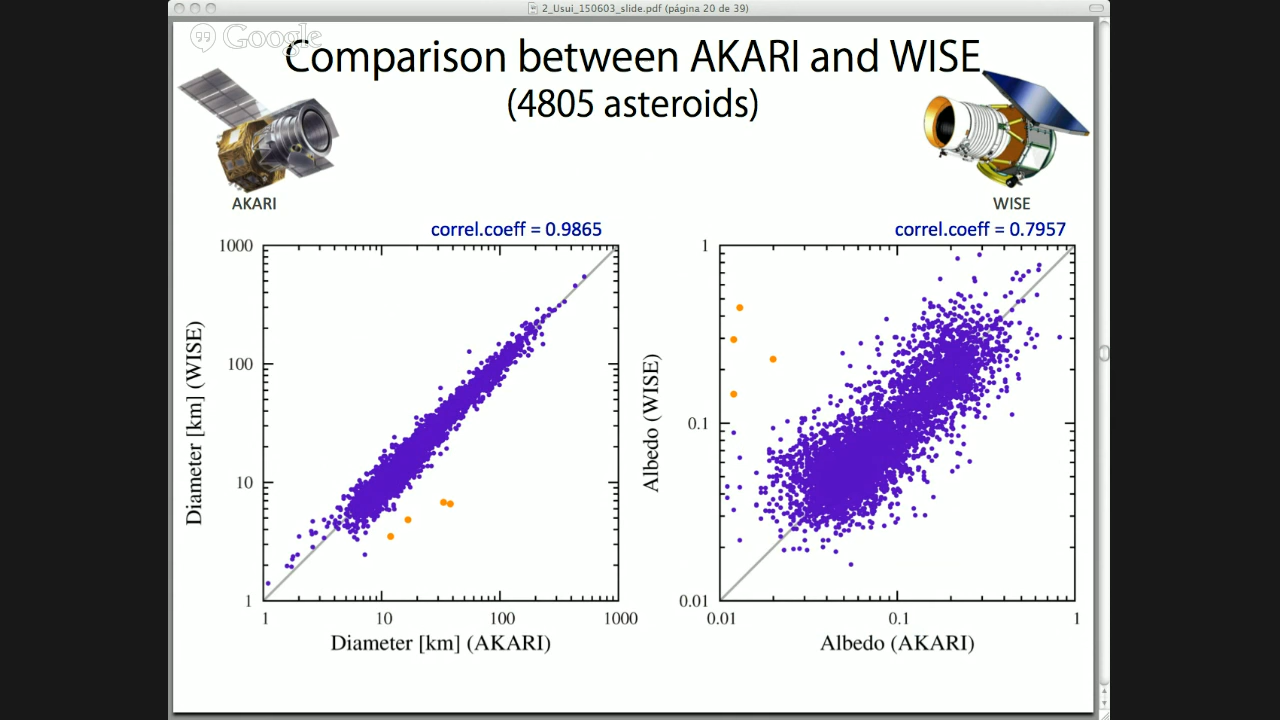 2_Usui_150603_slide.pdf (página 20 de 39)
Google
Comparison between AKARI and WISE
(4805 asteroids)
AKARI
WISE
correl.coeff = 0.9865
correl.coeff = 0.7957
1000
100
10
1
Diameter [km] (WISE)
1
10
100
1000
Diameter [km] (AKARI)
1
0.1
0.01
Albedo (WISE)
0.01
0.1
1
Albedo (AKARI)